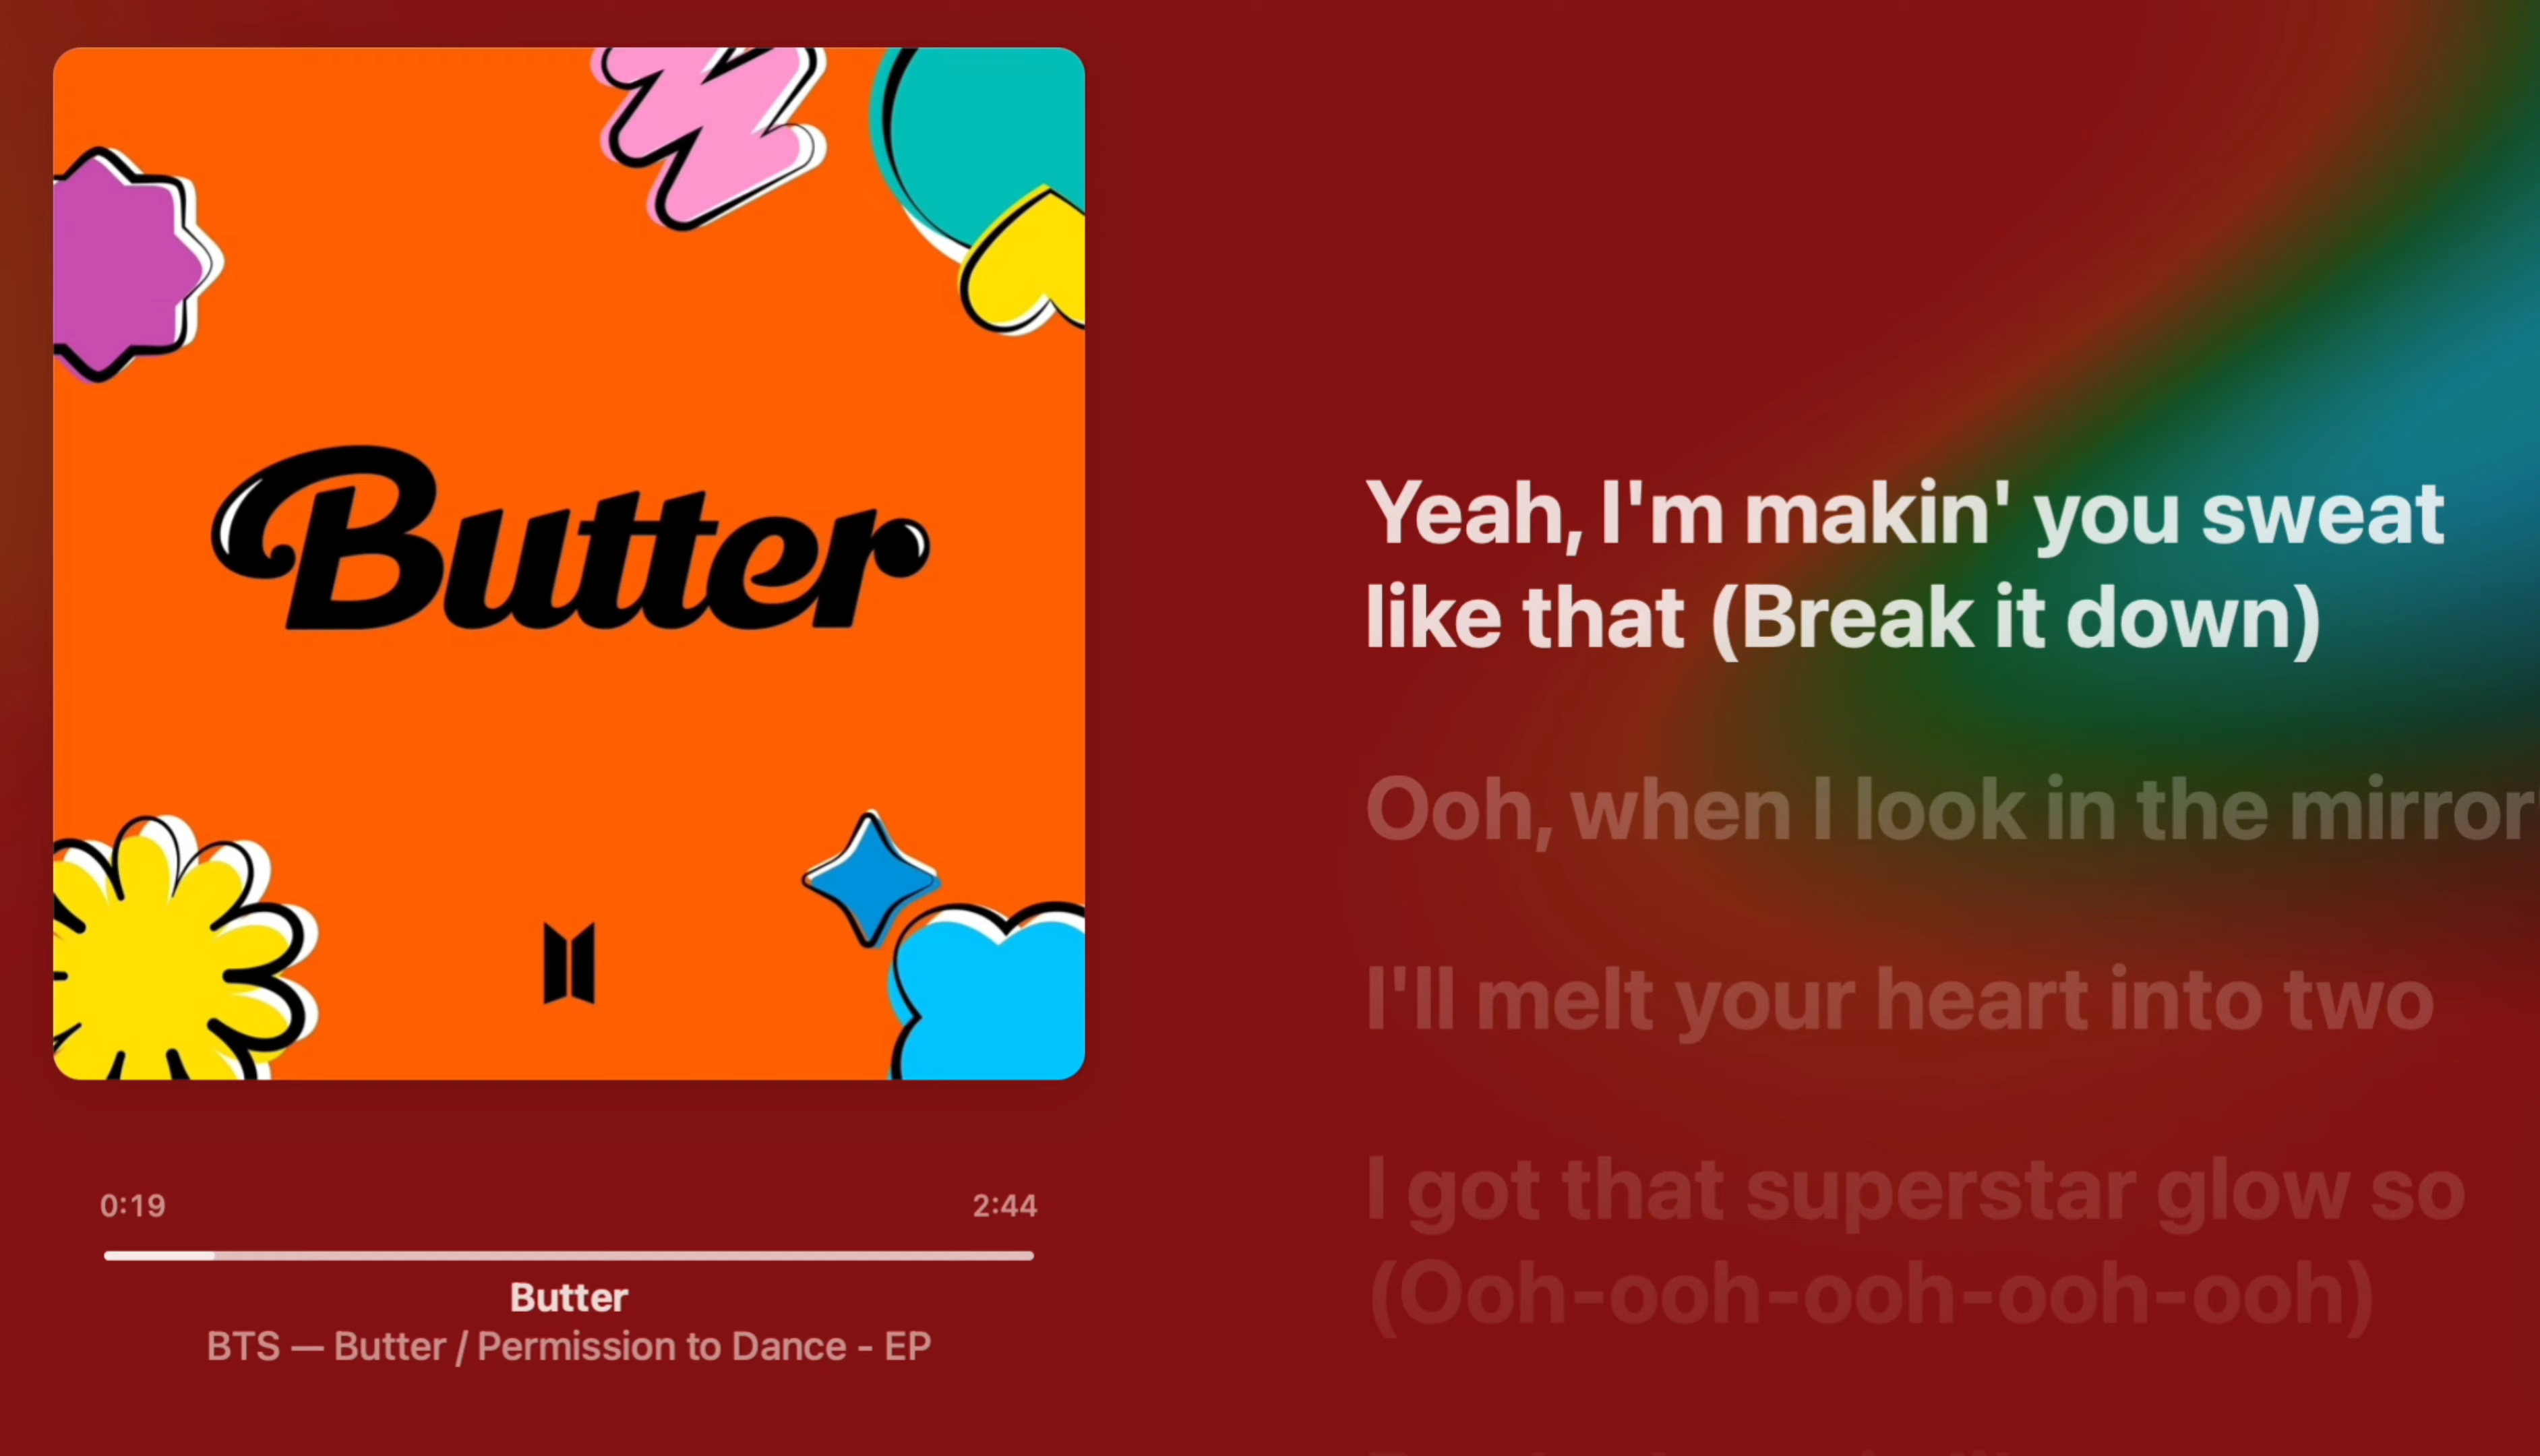 Butter
0:19
2:44
Butter
BTS — Butter / Permission to Dance - EP
Yeah, I'm makin' you sweat
like that (Break it down)
Ooh, when I look in the mirror
I'll melt your heart into two
I got that superstar glow so
(Ooh-ooh-ooh-ooh-ooh)